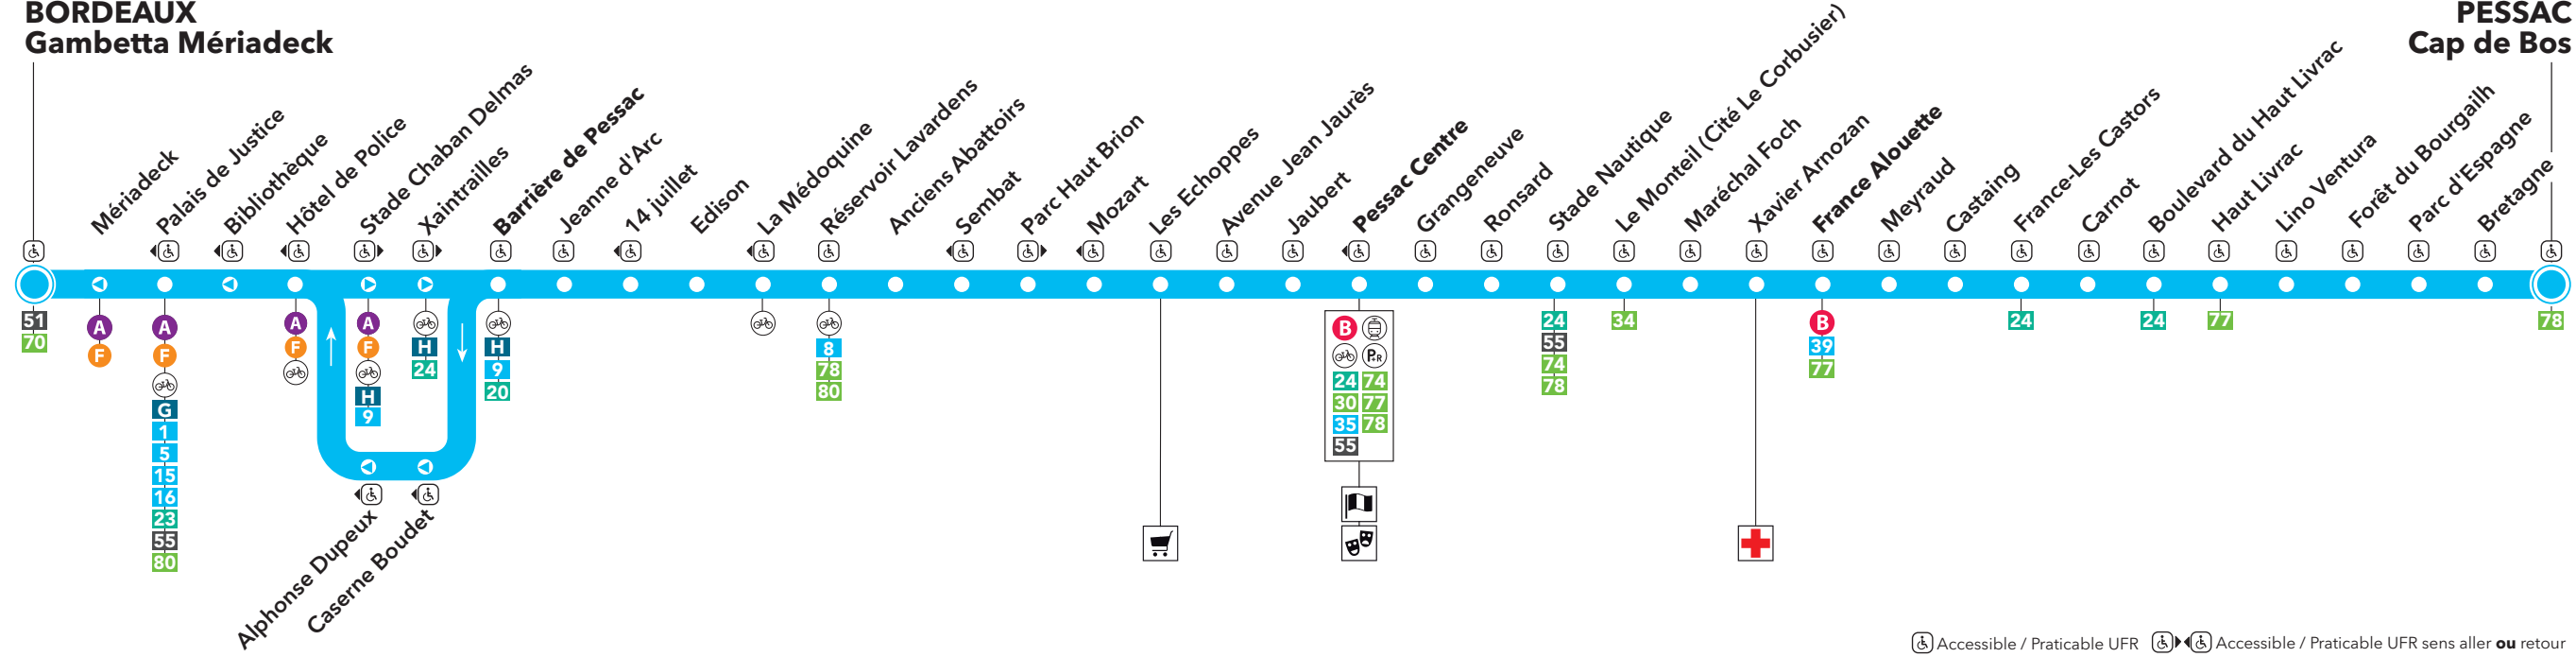 BORDEAUX
Gambetta Mériadeck
PESSAC
Cap de Bos
Mériadeck
Palais de Justice
Bibliothèque
Hôtel de Police
Stade Chaban Delmas
Xaintrailles
Barrière de Pessac
Jeanne d'Arc
14 juillet
Edison
La Médoquine
Réservoir Lavardens
Anciens Abattoirs
Sembat
Parc Haut Brion
Mozart
Les Echoppes
Avenue Jean Jaurès
Jaubert
Pessac Centre
Grangeneuve
Ronsard
Stade Nautique
Le Monteil (Cité Le Corbusier)
Maréchal Foch
Xavier Arnozan
France Alouette
Meyraud
Castaing
France-Les Castors
Carnot
Boulevard du Haut Livrac
Haut Livrac
Lino Ventura
Forêt du Bourgailh
Parc d'Espagne
Bretagne
51
70
A
F
A
F
G
1
5
15
16
23
55
80
A
F
A
F
H
9
H
24
H
9
20
8
78
80
B
P+R
24 74
30 77
35 78
55
24
55
74
78
34
B
39
77
24
24
77
78
Alphonse Dupeux
Caserne Boudet
Accessible / Praticable UFR
Accessible / Praticable UFR sens aller ou retour